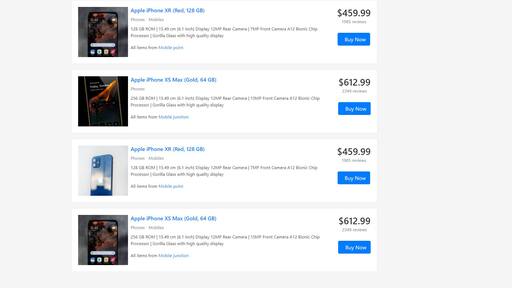 Apple iPhone XR (Red, 128 GB)
$459.99
Phones - Mobiles
1985 reviews
128 GB ROM | 15.49 cm (6.1 inch) Display 12MP Rear Camera | 7MP Front Camera A12 Bionic Chip
Processor | Gorilla Glass with high quality display
Buy Now
All items from Mobile point
Apple iPhone XS Max (Gold, 64 GB)
$612.99
Phones
2349 reviews
256 GB ROM | 15.49 cm (6.1 inch) Display 12MP Rear Camera | 15MP Front Camera A12 Bionic Chip
Processor | Gorilla Glass with high quality display
Buy Now
All items from Mobile junction
Apple iPhone XR (Red, 128 GB)
$459.99
Phones - Mobiles
1985 reviews
128 GB ROM | 15.49 cm (6.1 inch) Display 12MP Rear Camera | 7MP Front Camera A12 Bionic Chip
Processor | Gorilla Glass with high quality display
Buy Now
All items from Mobile point
Apple iPhone XS Max (Gold, 64 GB)
$612.99
Phones - Mobiles
2349 reviews
256 GB ROM | 15.49 cm (6.1 inch) Display 12MP Rear Camera | 15MP Front Camera A12 Bionic Chip
Processor | Gorilla Glass with high quality display
Buy Now
All items from Mobile junction